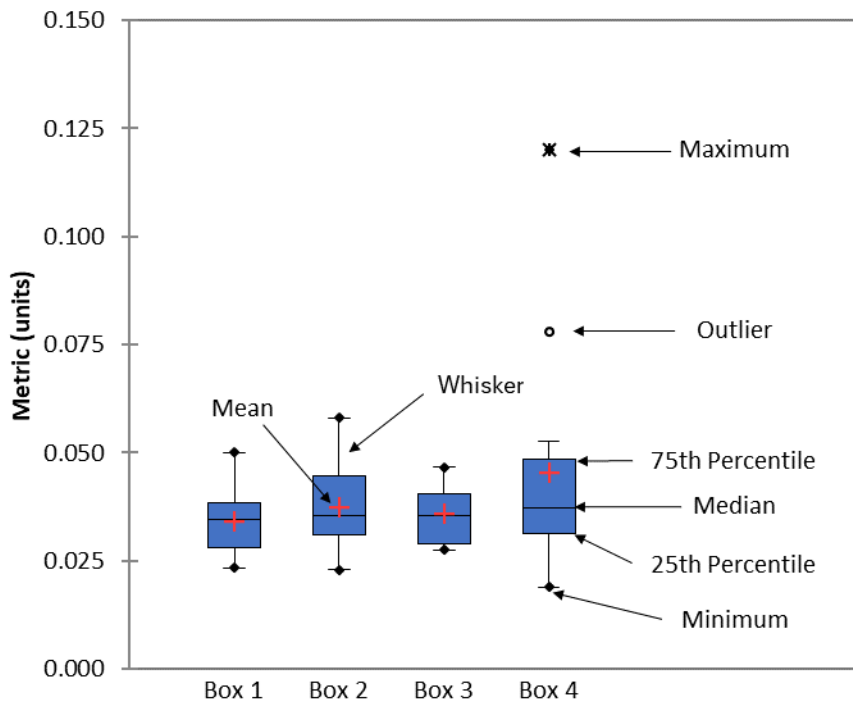 0.150
0.125
0.100
0.075
0.050
0.025
0.000
Metric (units)
Maximum
Outlier
Whisker
Mean
75th Percentile
Median
25th Percentile
Minimum
Box 1
Box 2
Box 3
Box 4